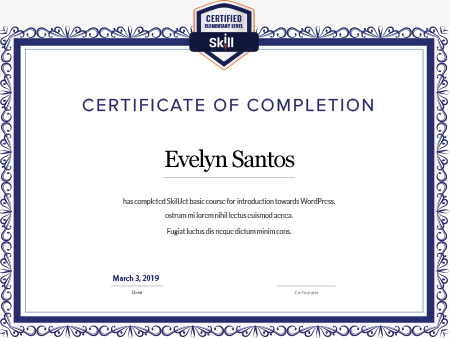 CERTIFIED
ELEMENTARY LEVEL
Skill
CERTIFICATE OF COMPLETION
Evelyn Santos
has completed SkillJet basic course for introduction towards WordPress.
ostrum mi lorem nihil lectus euismod aenea.
Fugiat luctus dis neque dictum minim cons.
March 3, 2019
Date
Co-founder